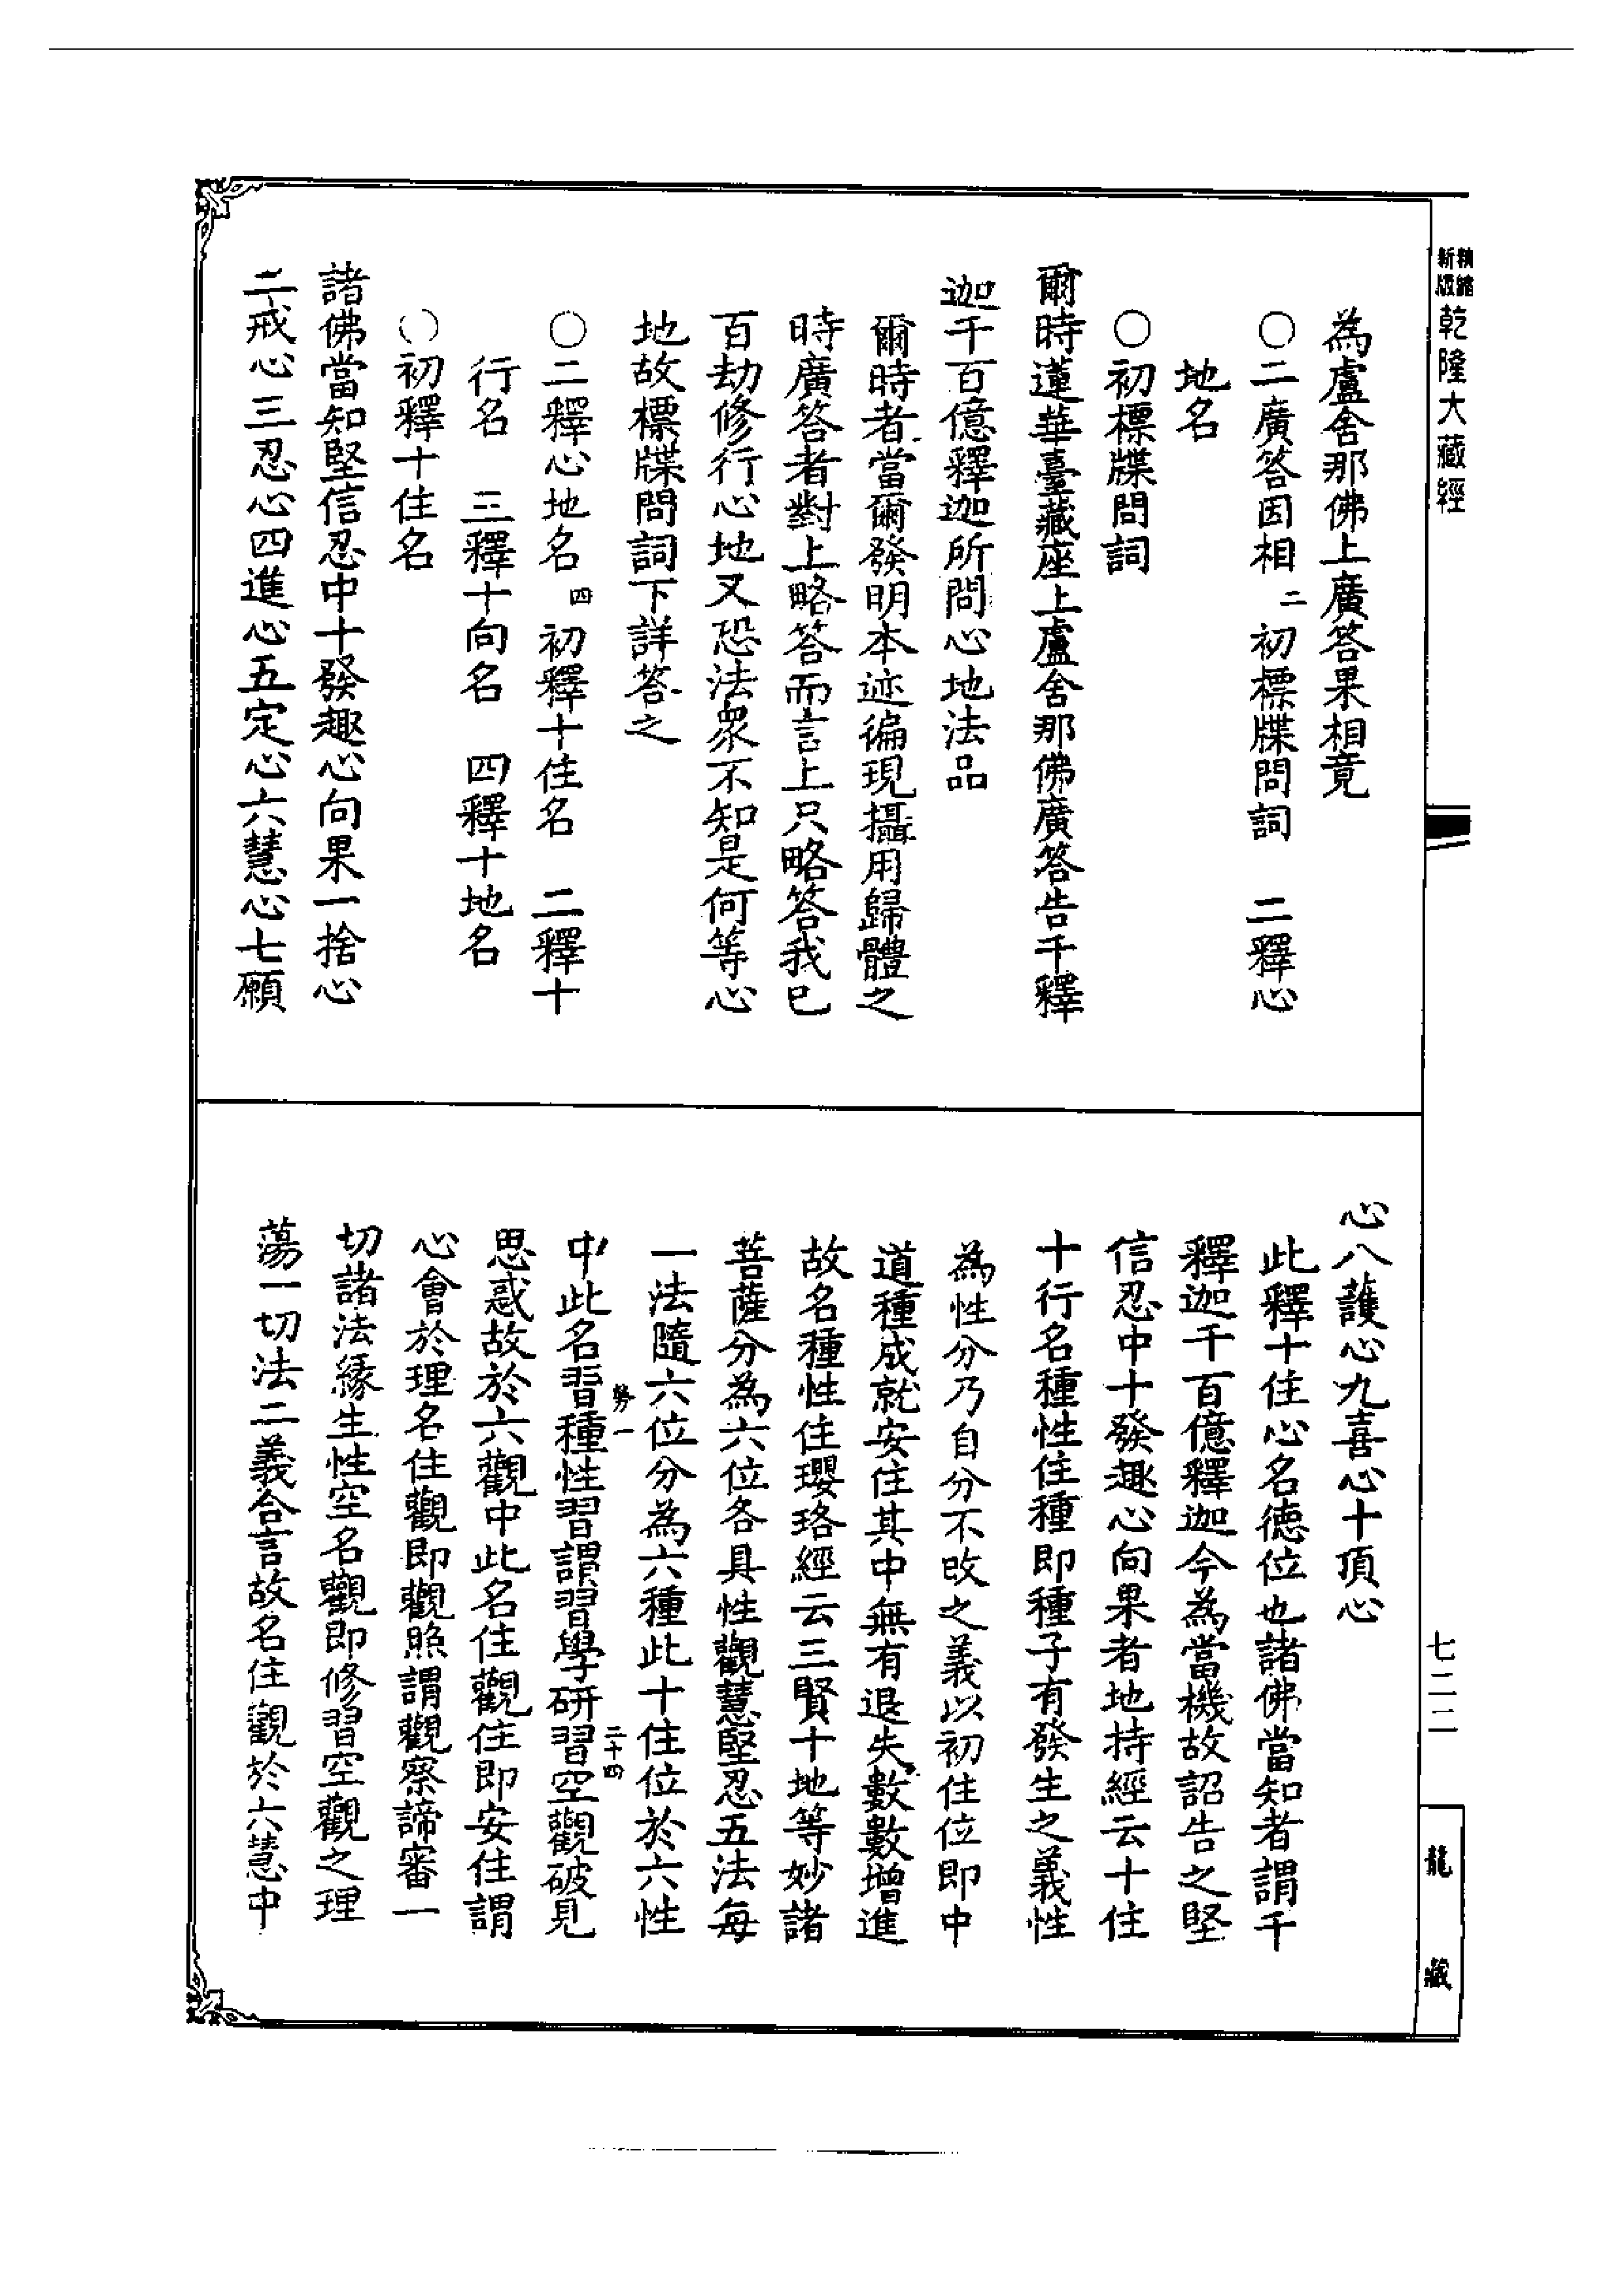 精縮
新版
乾隆大藏經
為盧舍那佛上廣答果相竟
〇二廣答因相 二 初標牒問詞 二釋心
地名
〇初標牒問詞
爾時蓮華臺藏座上盧舍那佛廣答告千釋
迦千百億釋迦所問心地法品
爾時者當爾發明本迹徧現攝用歸體之
時廣答者對上略答而言上只略答我已
百劫修行心地又恐法眾不知是何等心
地故標牒問詞下詳答之
〇二釋心地名 四 初釋十住名 二釋十
行名 三釋十向名 四釋十地名
〇初釋十住名
諸佛當知堅信忍中十發趣心向果一捨心
二戒心三忍心四進心五定心六慧心七願
心八護心九喜心十頂心
此釋十住心名德位也諸佛當知者謂千
釋迦千百億釋迦今為當機故詔告之堅
信忍中十發趣心向果者地持經云十住
十行名種性住種即種子有發生之義性
為性分乃自分不改之義以初住位即中
道種成就安住其中無有退失數數增進
故名種性住瓔珞經云三賢十地等妙諸
菩薩分為六位各具性觀慧堅忍五法每
一法隨六位分為六種此十住位於六性
中此名習種性習謂習學研習空觀破見
二十四
思惑故於六觀中此名住觀住即安住謂
心會於理名住觀即觀照謂觀察諦審一
切諸法緣生性空名觀即修習空觀之理
蕩一切法二義合言故名住觀於六慧中
七二二
龍藏